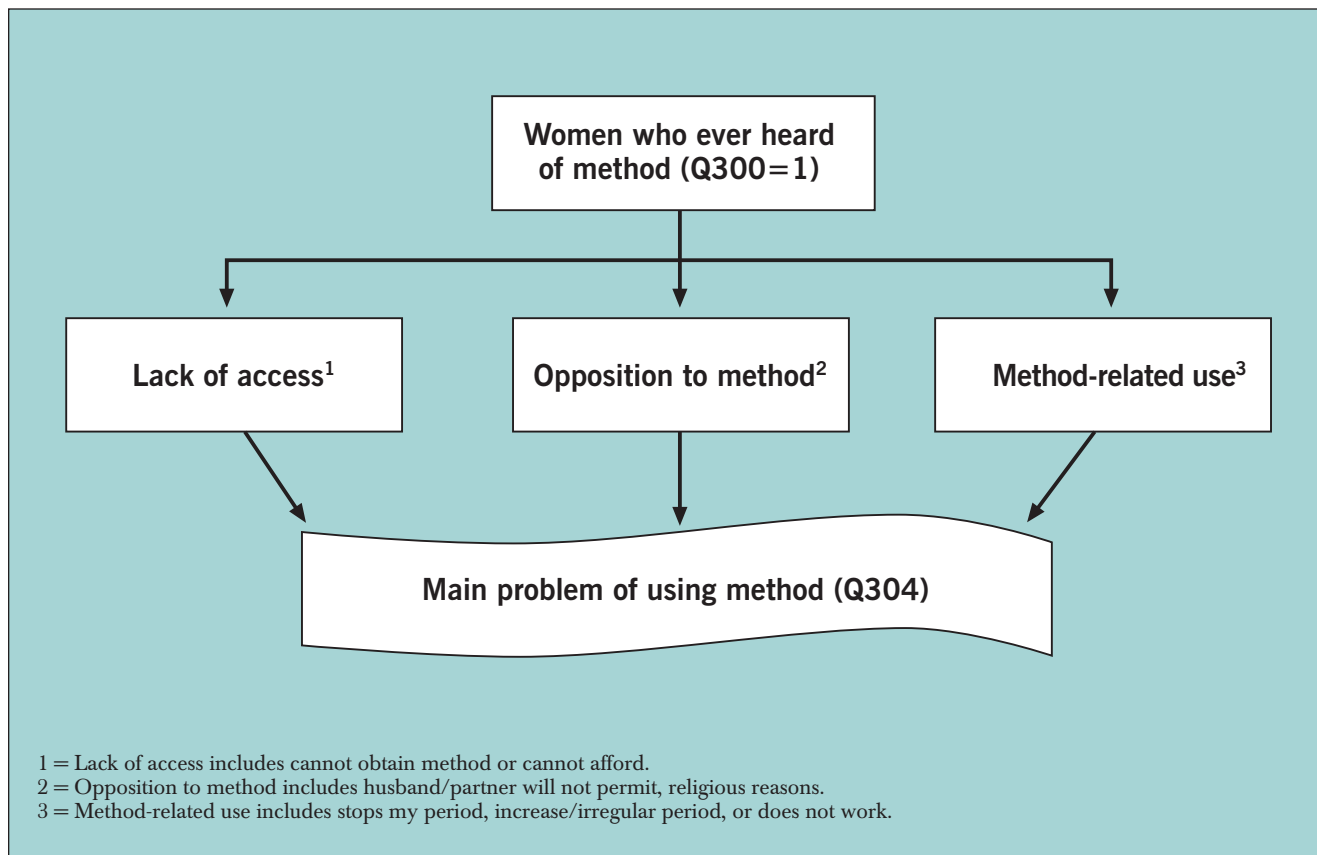 Women who ever heard
of method (Q300=1)
Lack of access1
Opposition to method2
Method-related use3
Main problem of using method (Q304)
1 = Lack of access includes cannot obtain method or cannot afford.
2 = Opposition to method includes husband/partner will not permit, religious reasons.
3 = Method-related use includes stops my period, increase/irregular period, or does not work.